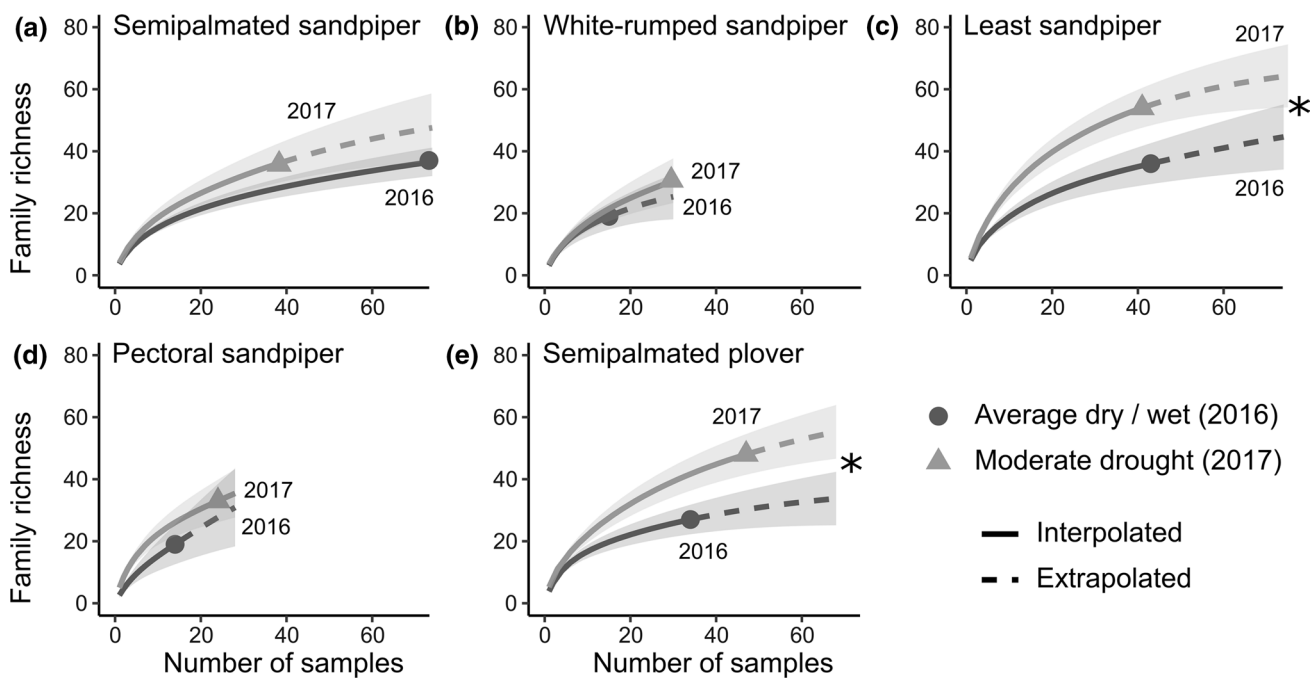 (a) Semipalmated sandpiper
80
60
40
20
0
Family richness
2017
2016
0 20 40 60
(b) White-rumped sandpiper
80
60
40
20
0
2017
2016
0 20 40 60
(c) Least sandpiper
80
60
40
20
0
2017
2016
*
0 20 40 60
(d) Pectoral sandpiper
80
60
40
20
0
Family richness
2017
2016
0 20 40 60
Number of samples
(e) Semipalmated plover
80
60
40
20
0
2017
2016
*
0 20 40 60
Number of samples
Average dry / wet (2016)
Moderate drought (2017)
Interpolated
Extrapolated